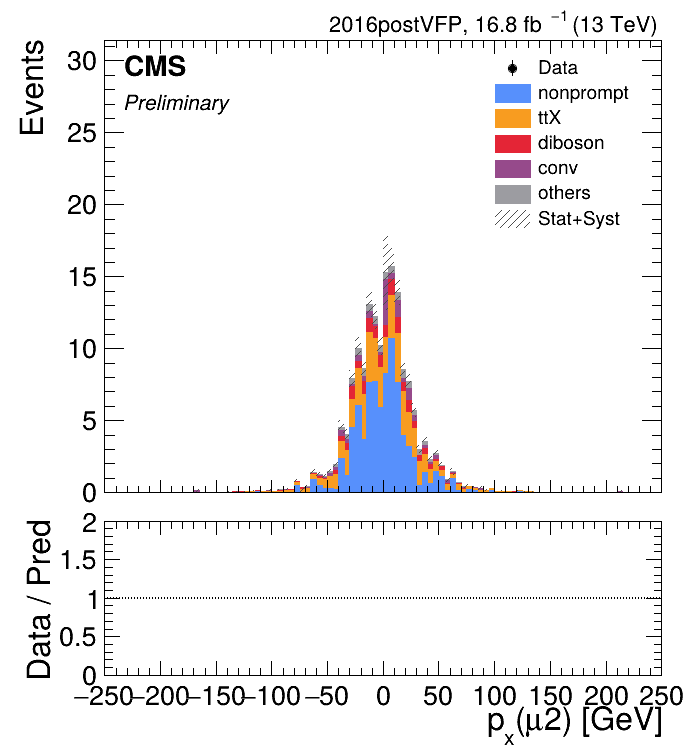 2016postVFP, 16.8 fb⁻¹ (13 TeV)
CMS
Preliminary
Events
30
25
20
15
10
5
0
Data
nonprompt
ttX
diboson
conv
others
Stat+Syst
Data / Pred
2
1.5
1
0.5
0
−250 −200 −150 −100 −50 0 50 100 150 200 250
pₓ(μ2) [GeV]